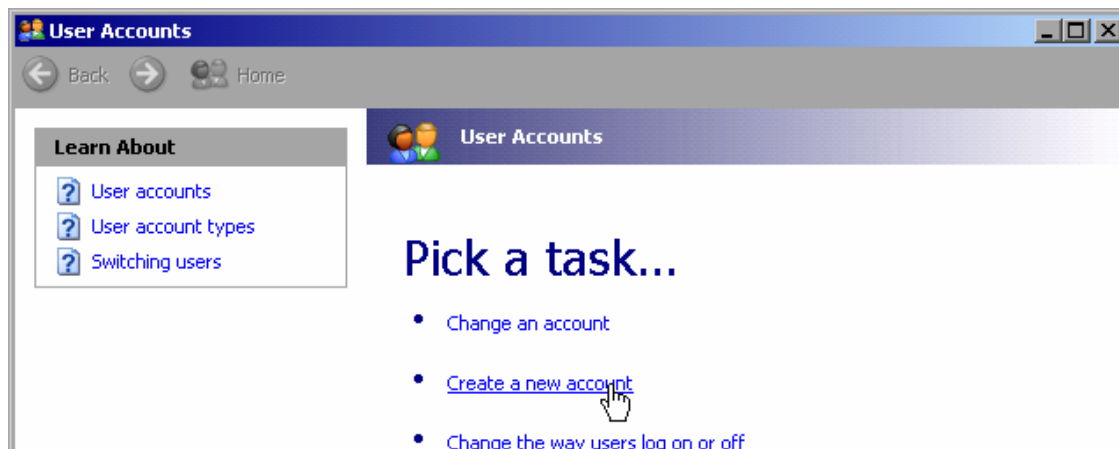 User Accounts
Back Home
Learn About
User accounts
User account types
Switching users
User Accounts
Pick a task...
Change an account
Create a new account
Change the way users log on or off